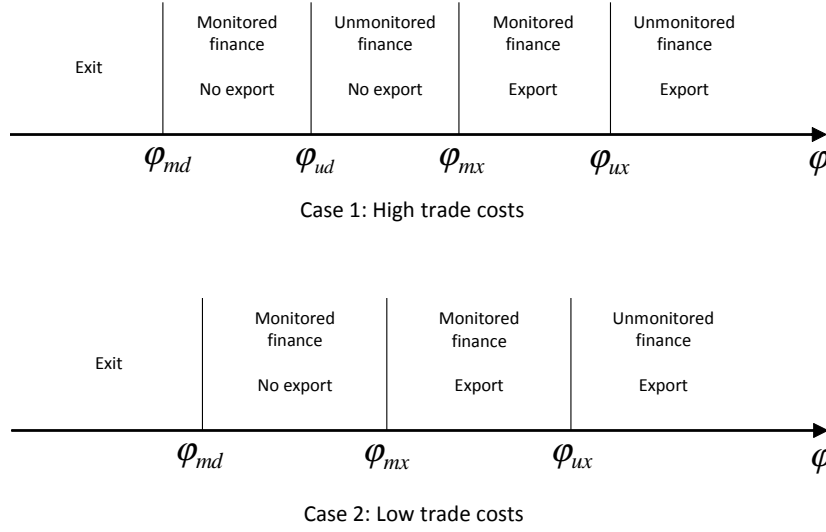 Monitored Unmonitored Monitored Unmonitored
finance finance finance finance
Exit
No export No export Export Export
φmd φud φmx φux φ
Case 1: High trade costs
Monitored Monitored Unmonitored
finance finance finance
Exit
No export Export Export
φmd φmx φux φ
Case 2: Low trade costs